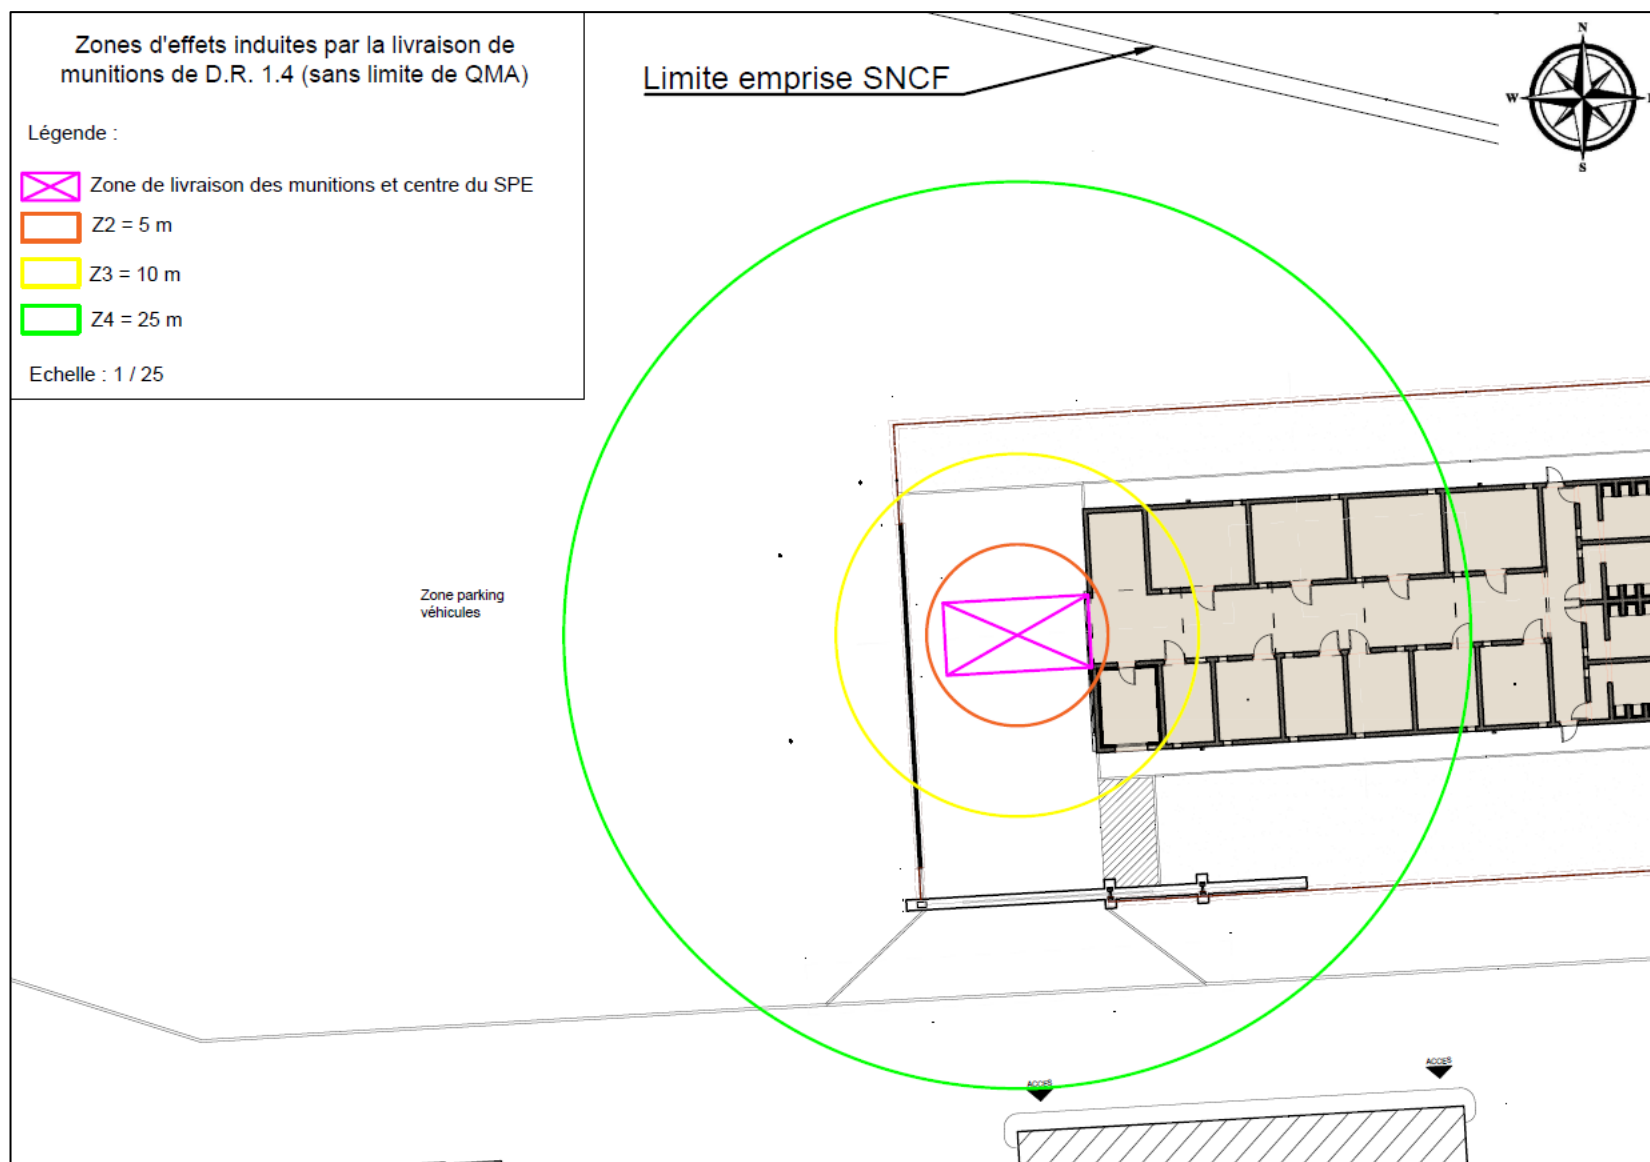 Zones d'effets induites par la livraison de
munitions de D.R. 1.4 (sans limite de QMA)
Légende :
Zone de livraison des munitions et centre du SPE
Z2 = 5 m
Z3 = 10 m
Z4 = 25 m
Echelle : 1 / 25
Limite emprise SNCF
N
W
S
Zone parking
véhicules
ACCES
ACCES